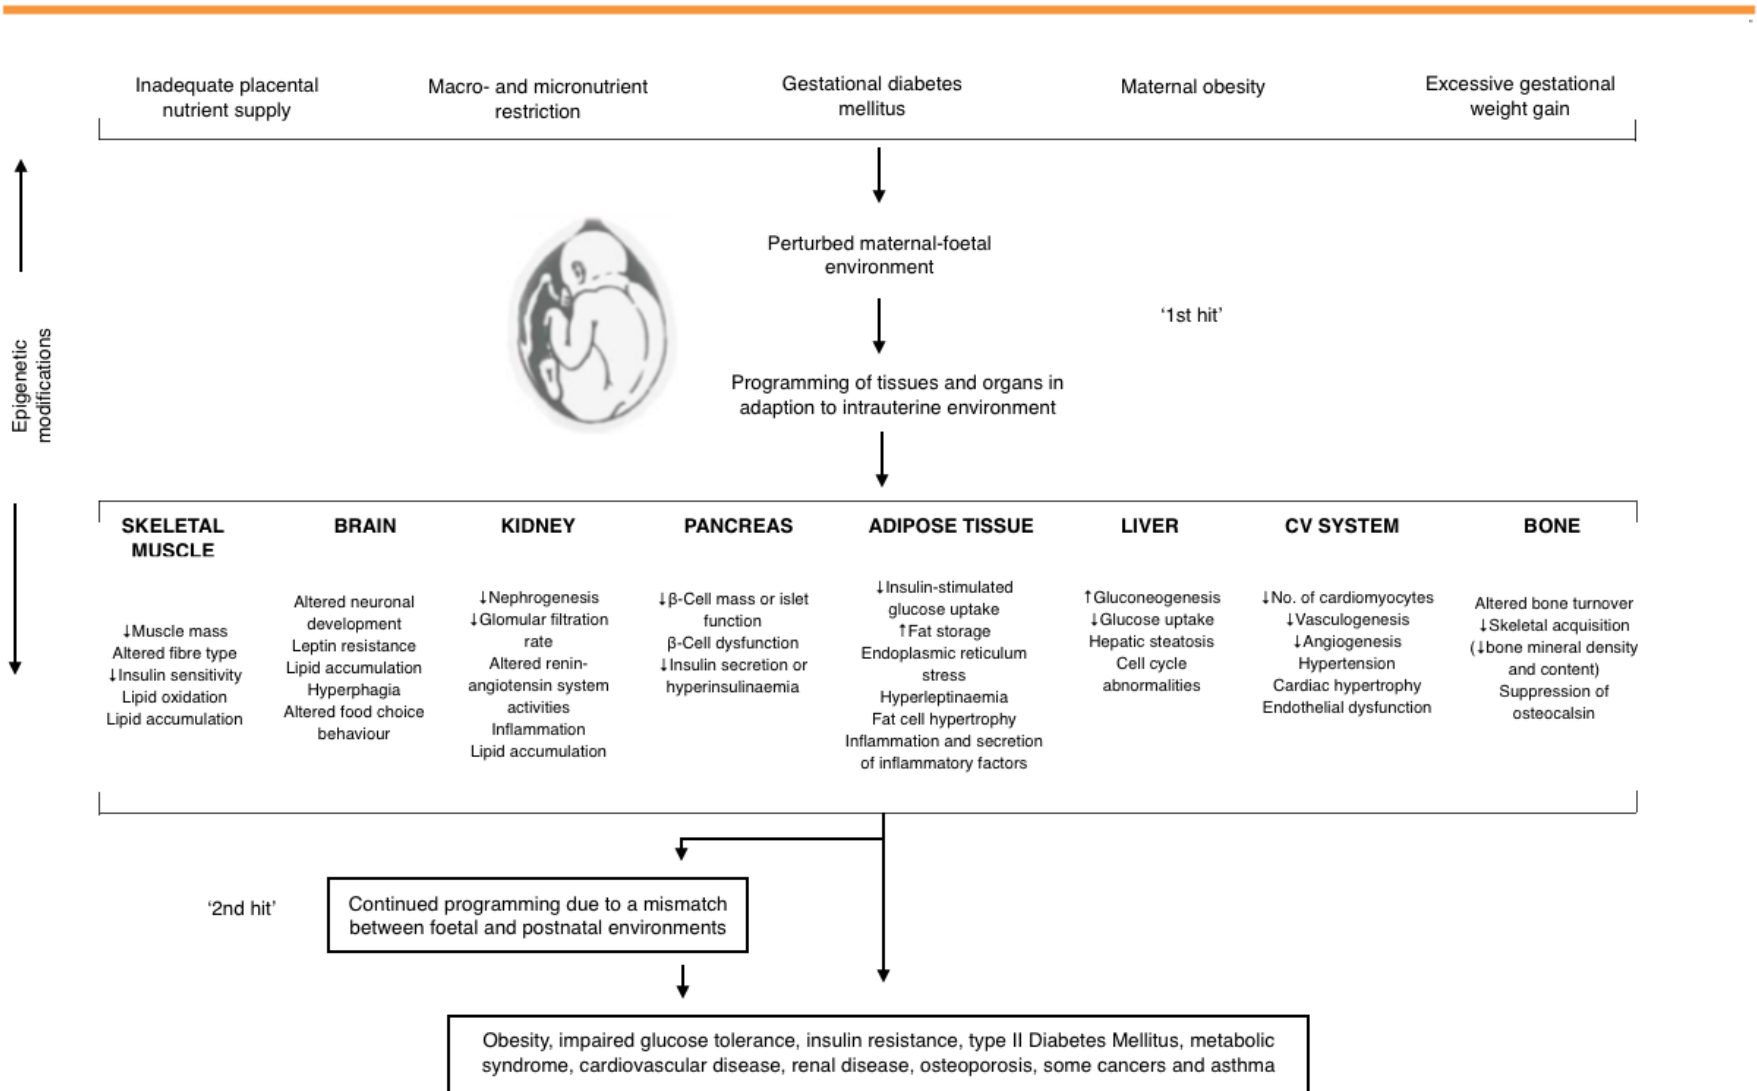 Inadequate placental
nutrient supply
Macro- and micronutrient
restriction
Gestational diabetes
mellitus
Maternal obesity
Excessive gestational
weight gain
Perturbed maternal-foetal
environment
‘1st hit’
Programming of tissues and organs in
adaption to intrauterine environment
Epigenetic
modifications
SKELETAL
MUSCLE
↓Muscle mass
Altered fibre type
↓Insulin sensitivity
Lipid oxidation
Lipid accumulation
BRAIN
Altered neuronal
development
Leptin resistance
Lipid accumulation
Hyperphagia
Altered food choice
behaviour
KIDNEY
↓Nephrogenesis
↓Glomular filtration
rate
Altered renin-
angiotensin system
activities
Inflammation
Lipid accumulation
PANCREAS
↓β-Cell mass or islet
function
β-Cell dysfunction
↓Insulin secretion or
hyperinsulinaemia
ADIPOSE TISSUE
↓Insulin-stimulated
glucose uptake
↑Fat storage
Endoplasmic reticulum
stress
Hyperleptinaemia
Fat cell hypertrophy
Inflammation and secretion
of inflammatory factors
LIVER
↑Gluconeogenesis
↓Glucose uptake
Hepatic steatosis
Cell cycle
abnormalities
CV SYSTEM
↓No. of cardiomyocytes
↓Vasculogenesis
↓Angiogenesis
Hypertension
Cardiac hypertrophy
Endothelial dysfunction
BONE
Altered bone turnover
↓Skeletal acquisition
(↓bone mineral density
and content)
Suppression of
osteocalsin
‘2nd hit’
Continued programming due to a mismatch
between foetal and postnatal environments
Obesity, impaired glucose tolerance, insulin resistance, type II Diabetes Mellitus, metabolic
syndrome, cardiovascular disease, renal disease, osteoporosis, some cancers and asthma